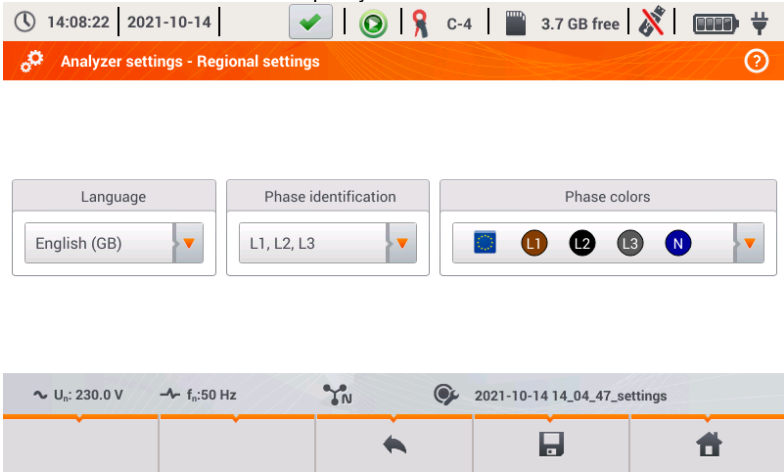 14:08:22 2021-10-14 C-4 3.7 GB free
Analyzer settings - Regional settings ?
Language Phase identification Phase colors
English (GB) L1, L2, L3 L1 L2 L3 N
Uₙ: 230.0 V fₙ:50 Hz N 2021-10-14 14_04_47_settings